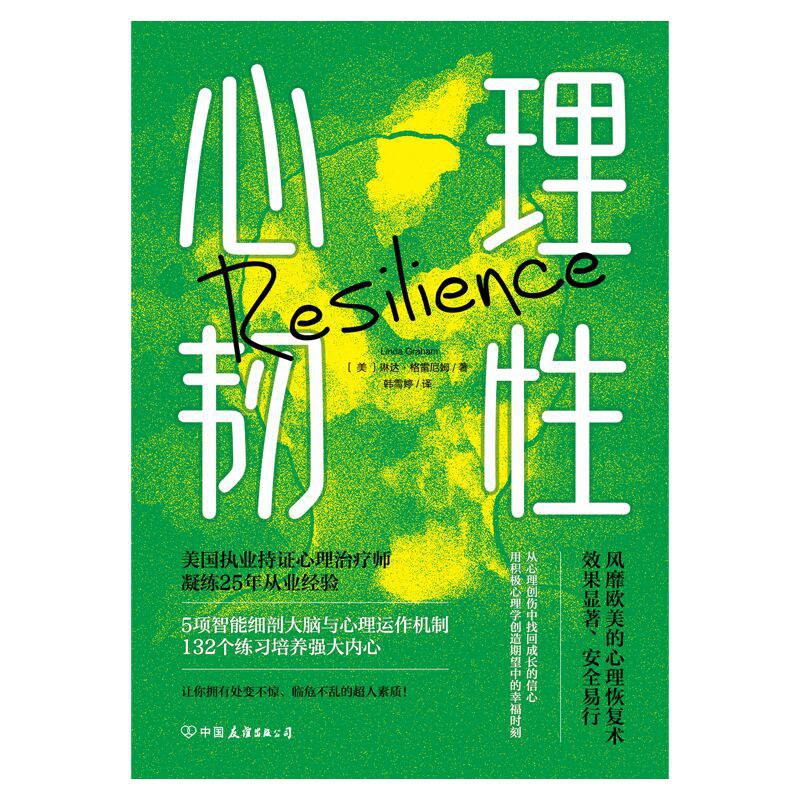 心理
Resilience
韧性
Linda Graham
［美］琳达·格雷厄姆/著
韩雪婷/译
美国执业持证心理治疗师
凝练25年从业经验
5项智能细剖大脑与心理运作机制
132个练习培养强大内心
让你拥有处变不惊、临危不乱的超人素质！
风靡欧美的心理恢复术
效果显著、安全易行
从心理创伤中找回成长的信心
用积极心理学创造期望中的幸福时刻
中国友谊出版公司